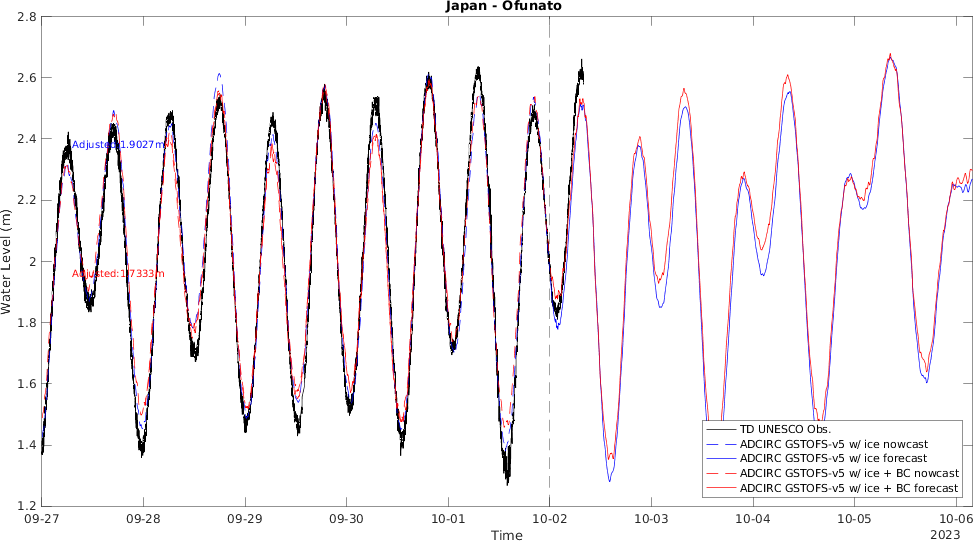 Japan - Ofunato
2.8
2.6
2.4
2.2
2
1.8
1.6
1.4
1.2
Water Level (m)
Adjusted:1.9027m
Adjusted:1.7333m
TD UNESCO Obs.
ADCIRC GSTOFS-v5 w/ ice nowcast
ADCIRC GSTOFS-v5 w/ ice forecast
ADCIRC GSTOFS-v5 w/ ice + BC nowcast
ADCIRC GSTOFS-v5 w/ ice + BC forecast
09-27 09-28 09-29 09-30 10-01 10-02 10-03 10-04 10-05 10-06
2023
Time